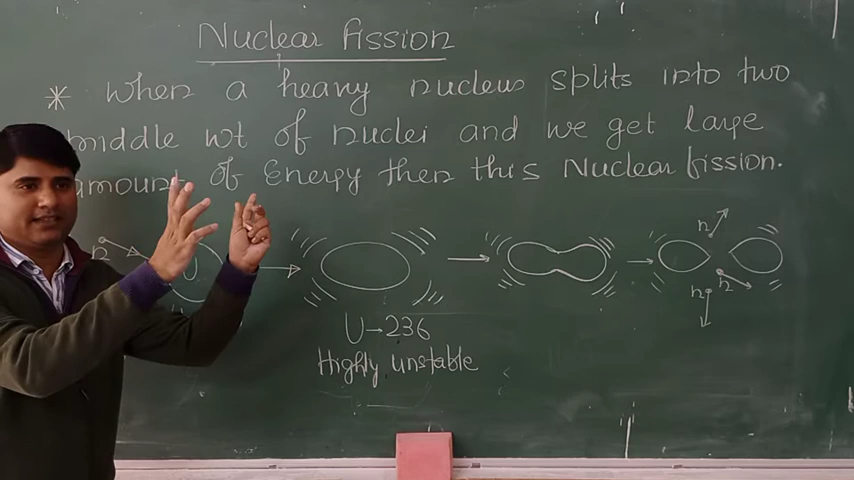 Nuclear fission
* When a heavy nucleus splits into two
middle wt of nuclei and we get large
amount of Energy then this Nuclear fission.
n
n
U
n
n
U→236
Highly unstable